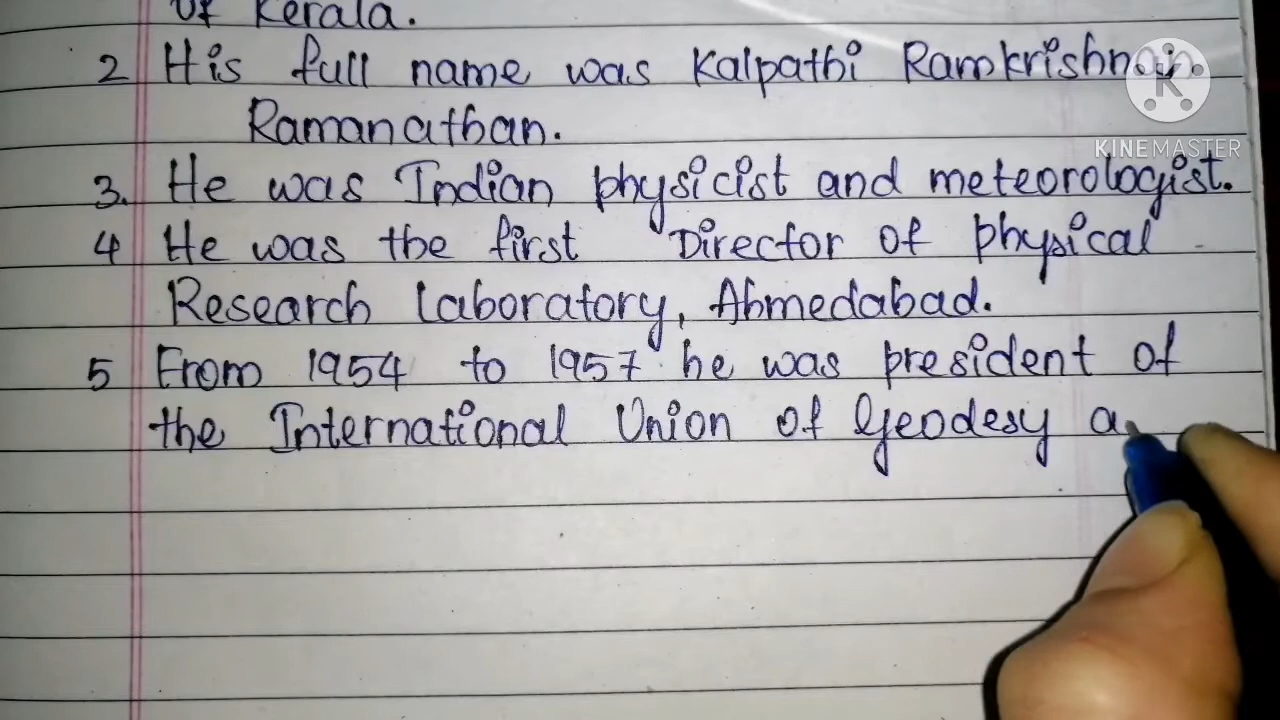 of Kerala.
2 His full name was Kalpathi Ramkrishnan
Ramanathan.
KINEMASTER
3. He was Indian physicist and meteorologist.
4 He was the first Director of physical
Research Laboratory, Ahmedabad.
5 From 1954 to 1957 he was president of
the International Union of Geodesy a